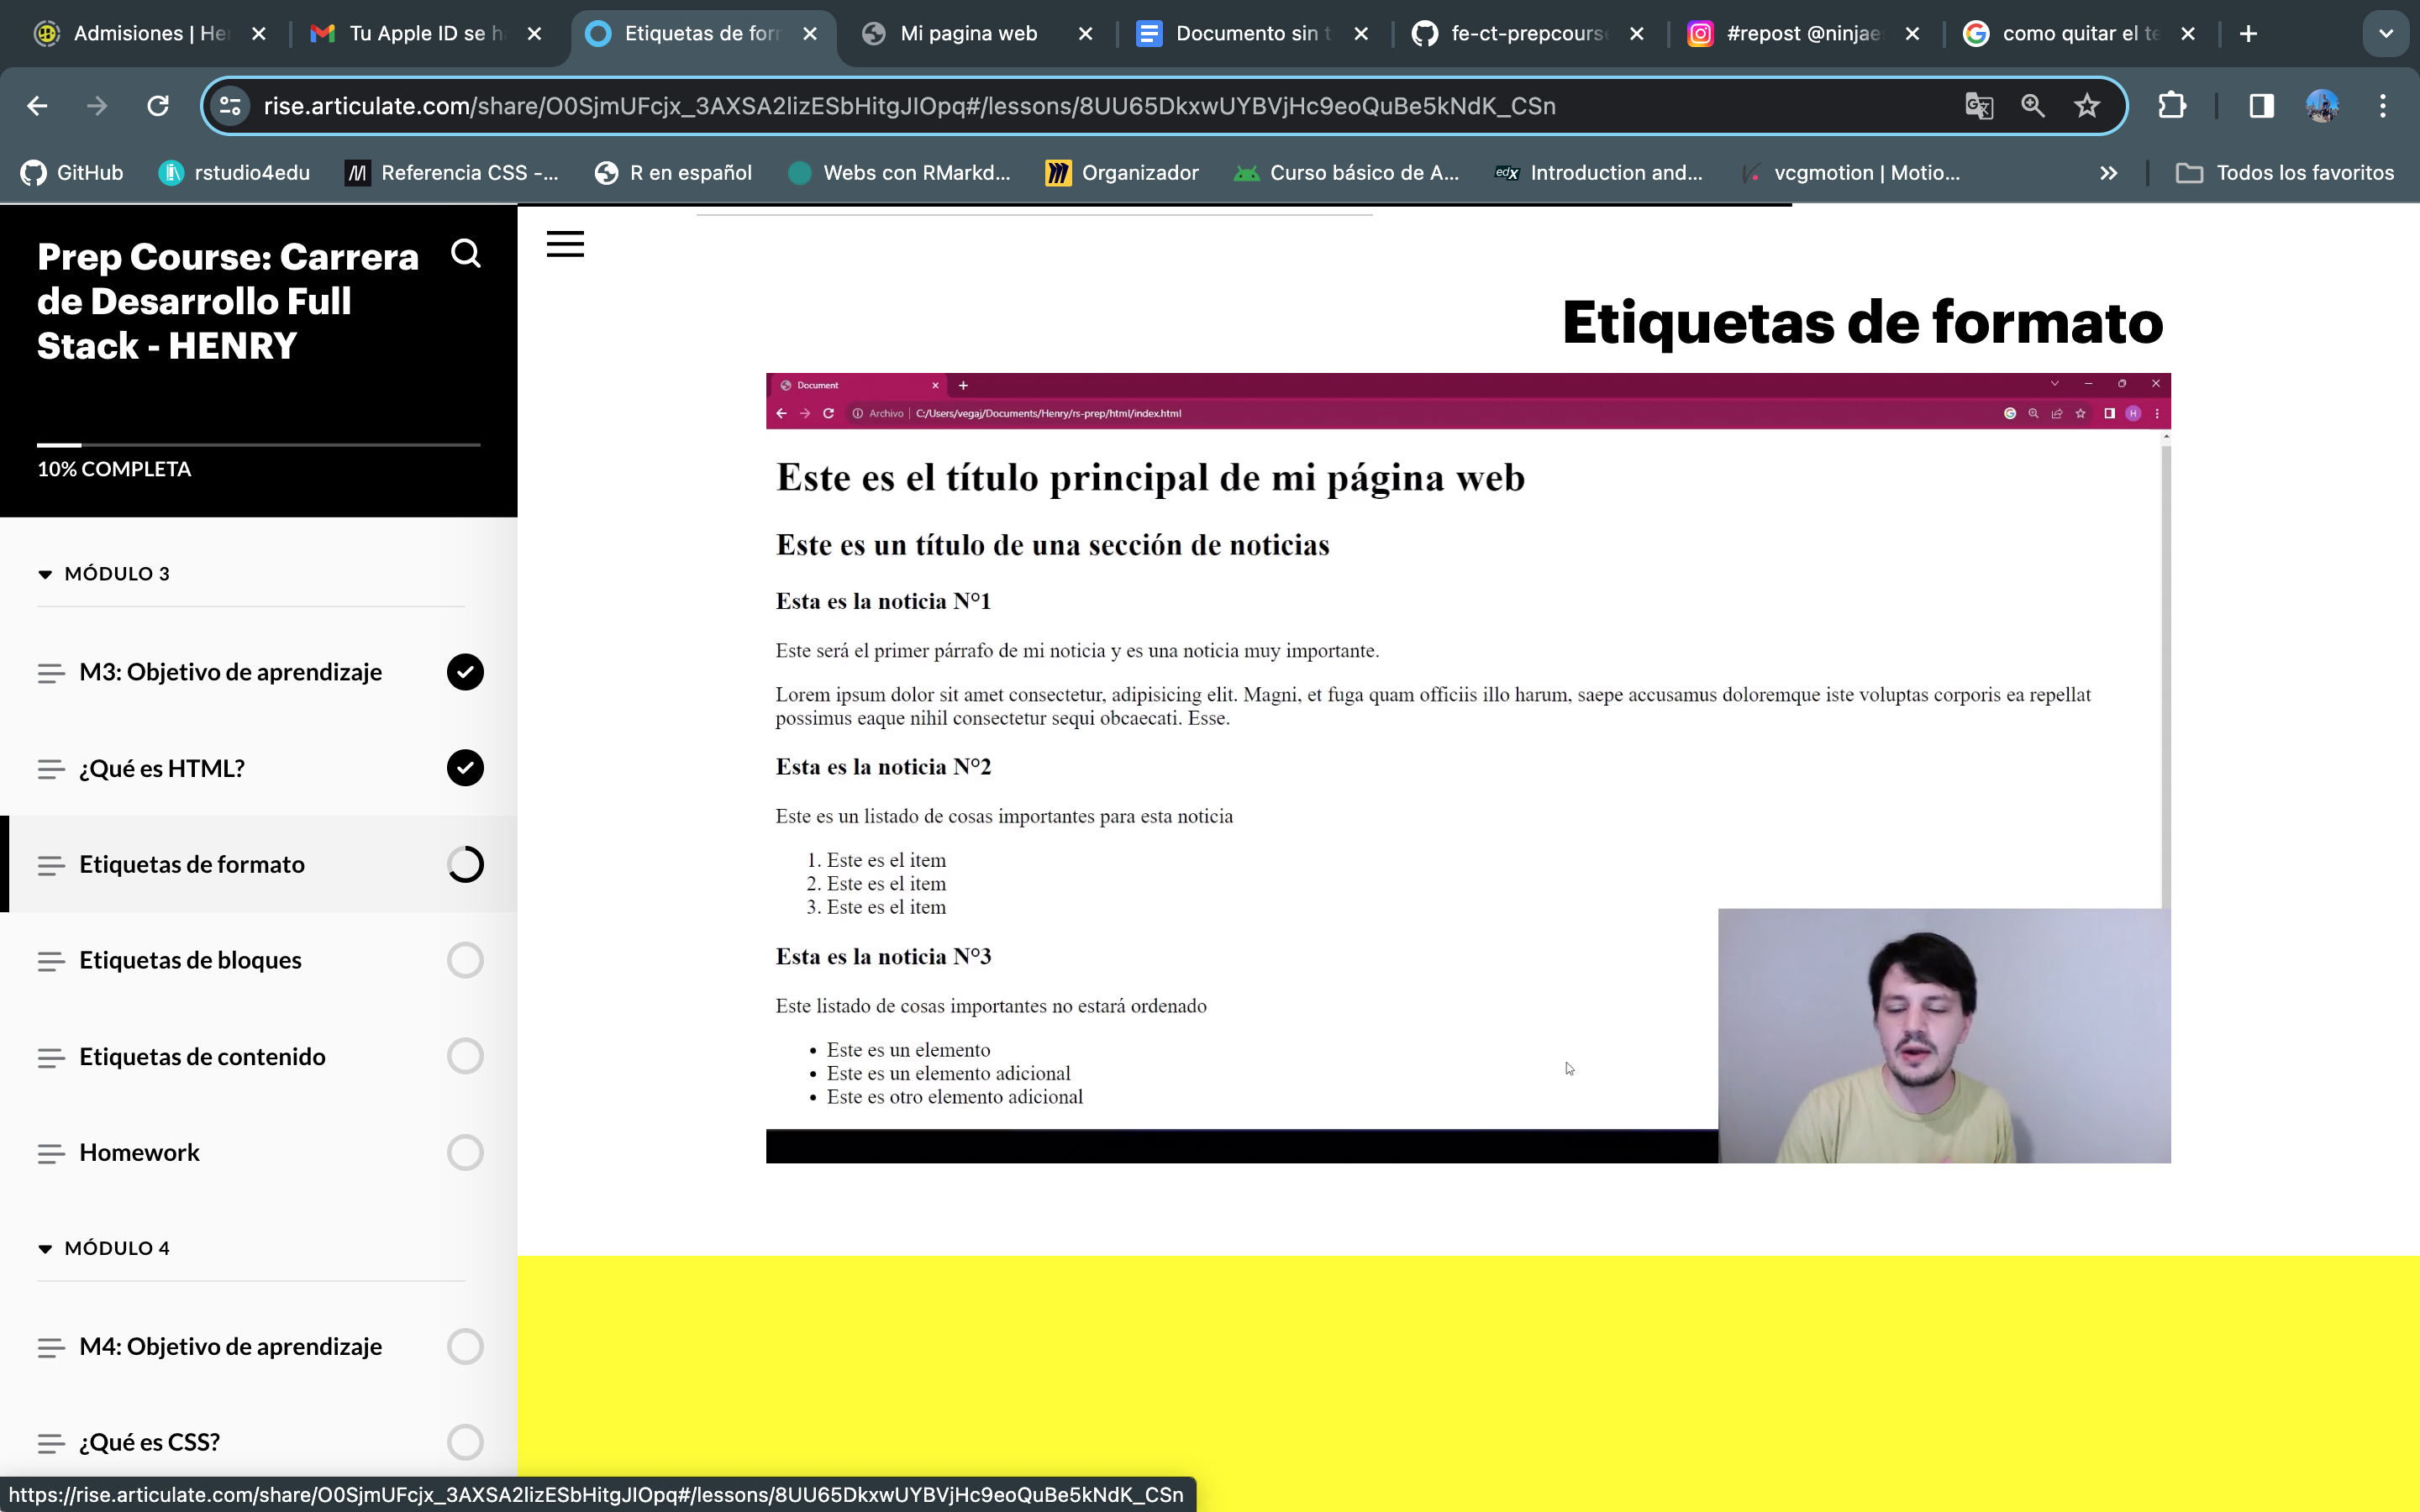 Admisiones | He
Tu Apple ID se h
Etiquetas de for
Mi pagina web
Documento sin t
fe-ct-prepcours
#repost @ninjae
como quitar el te
rise.articulate.com/share/O0SjmUFcjx_3AXSA2lizESbHitgJIOpq#/lessons/8UU65DkxwUYBVjHc9eoQuBe5kNdK_CSn
GitHub
rstudio4edu
Referencia CSS -...
R en español
Webs con RMarkd...
Organizador
Curso básico de A...
edX
Introduction and...
vcgmotion | Motio...
Todos los favoritos
Prep Course: Carrera
de Desarrollo Full
Stack - HENRY
10% COMPLETA
MÓDULO 3
M3: Objetivo de aprendizaje
¿Qué es HTML?
Etiquetas de formato
Etiquetas de bloques
Etiquetas de contenido
Homework
MÓDULO 4
M4: Objetivo de aprendizaje
¿Qué es CSS?
Etiquetas de formato
Document
Archivo
C:/Users/vegaj/Documents/Henry/rs-prep/html/index.html
H
Este es el título principal de mi página web
Este es un título de una sección de noticias
Esta es la noticia N°1
Este será el primer párrafo de mi noticia y es una noticia muy importante.
Lorem ipsum dolor sit amet consectetur, adipisicing elit. Magni, et fuga quam officiis illo harum, saepe accusamus doloremque iste voluptas corporis ea repellat
possimus eaque nihil consectetur sequi obcaecati. Esse.
Esta es la noticia N°2
Este es un listado de cosas importantes para esta noticia
1. Este es el item
2. Este es el item
3. Este es el item
Esta es la noticia N°3
Este listado de cosas importantes no estará ordenado
• Este es un elemento
• Este es un elemento adicional
• Este es otro elemento adicional
https://rise.articulate.com/share/O0SjmUFcjx_3AXSA2lizESbHitgJIOpq#/lessons/8UU65DkxwUYBVjHc9eoQuBe5kNdK_CSn